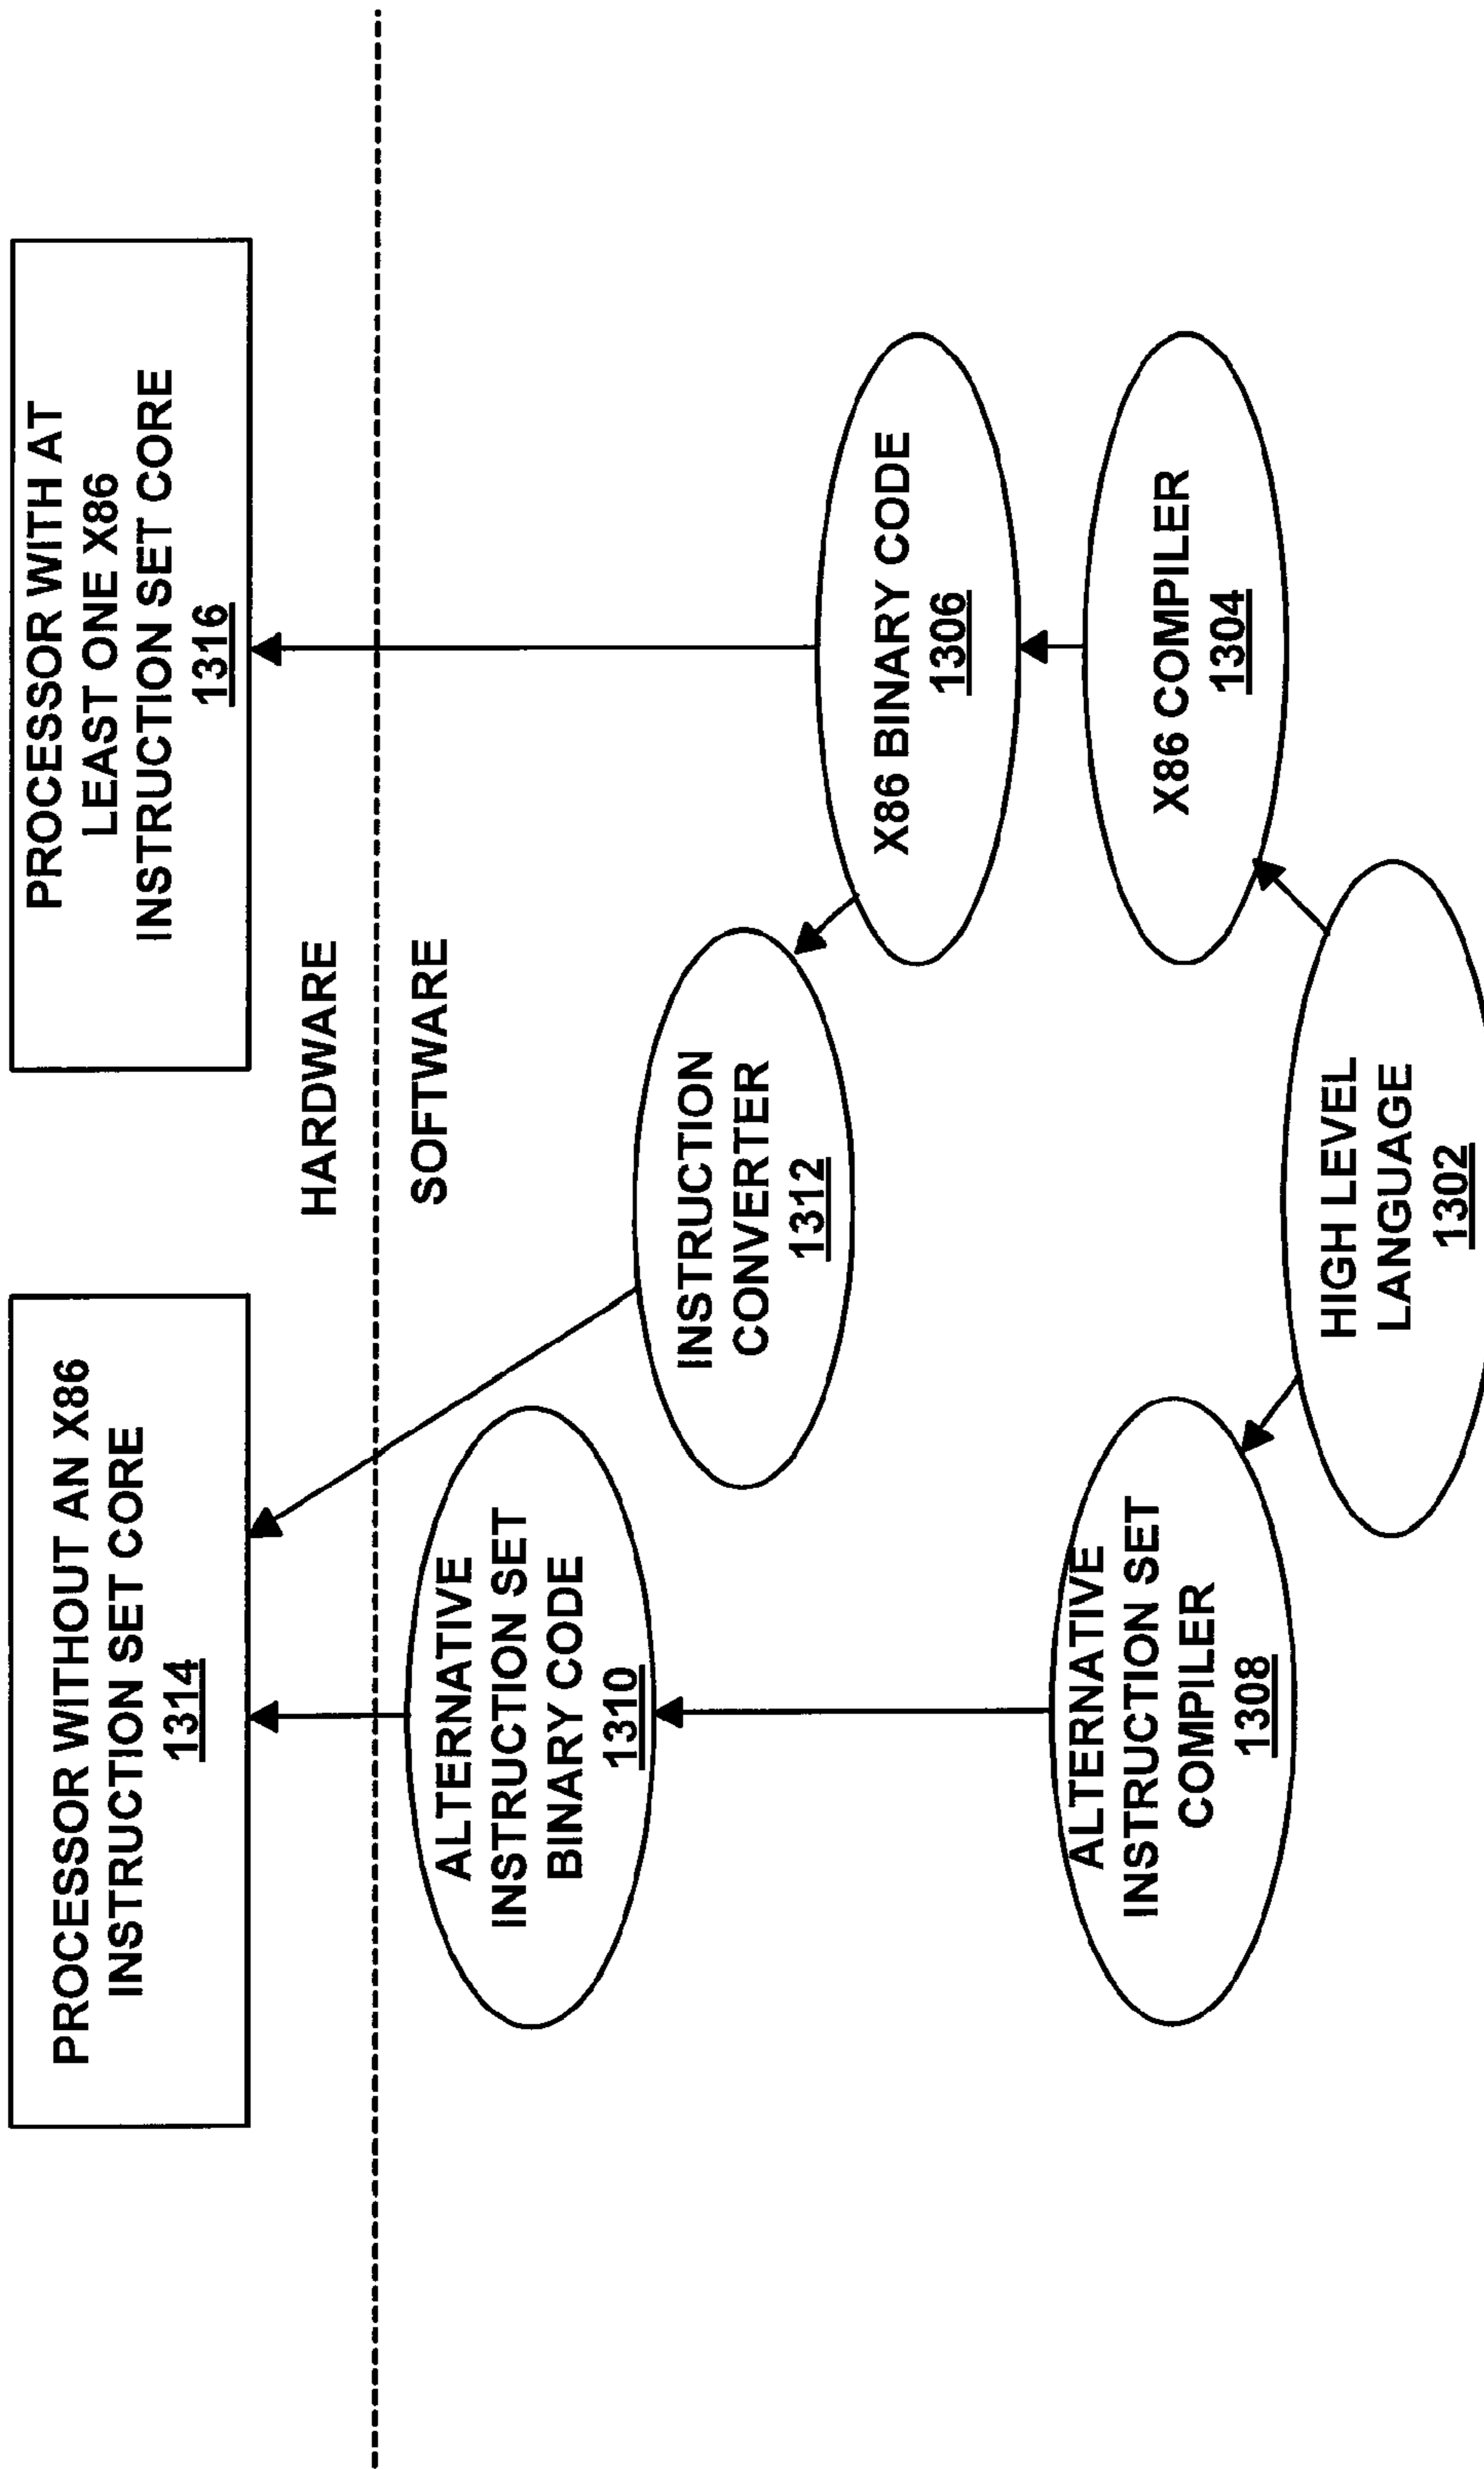 PROCESSOR WITHOUT AN X86
INSTRUCTION SET CORE
1314
PROCESSOR WITH AT
LEAST ONE X86
INSTRUCTION SET CORE
1316
HARDWARE
SOFTWARE
ALTERNATIVE
INSTRUCTION SET
BINARY CODE
1310
INSTRUCTION
CONVERTER
1312
X86 BINARY CODE
1306
ALTERNATIVE
INSTRUCTION SET
COMPILER
1308
X86 COMPILER
1304
HIGH LEVEL
LANGUAGE
1302